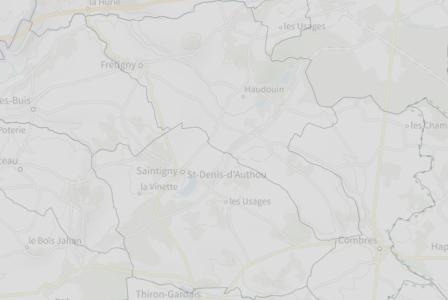 la Hurie
les Usages
Frétigny
Haudouin
es-Buis
Poterie
les Cham
ceau
Saintigny
St-Denis-d'Authou
la Vinette
les Usages
le Bois Jahan
Combres
Hap
Thiron-Gardais